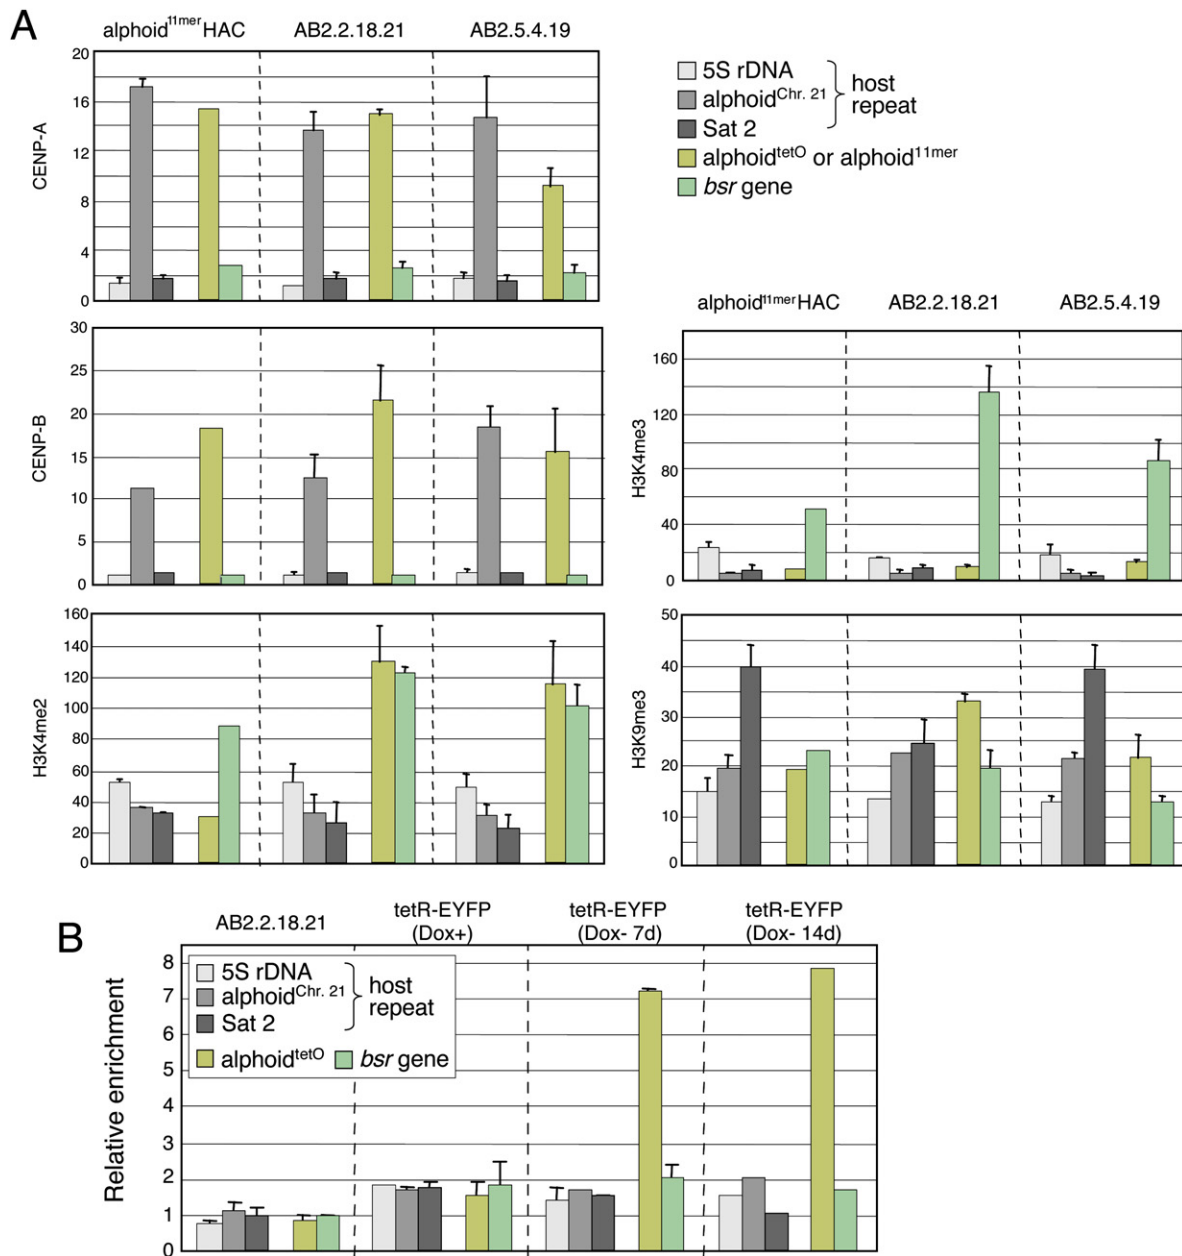 A
alphoid11mer HAC AB2.2.18.21 AB2.5.4.19
CENP-A
20
16
12
8
4
0
5S rDNA
alphoidChr. 21
Sat 2
host
repeat
alphoidtetO or alphoid11mer
bsr gene
CENP-B
30
25
20
15
10
5
0
H3K4me2
160
140
120
100
80
60
40
20
0
alphoid11mer HAC AB2.2.18.21 AB2.5.4.19
H3K4me3
160
120
80
40
0
H3K9me3
50
40
30
20
10
0
B
AB2.2.18.21
tetR-EYFP
(Dox+)
tetR-EYFP
(Dox- 7d)
tetR-EYFP
(Dox- 14d)
Relative enrichment
8
7
6
5
4
3
2
1
0
5S rDNA
alphoidChr. 21
Sat 2
host
repeat
alphoidtetO bsr gene